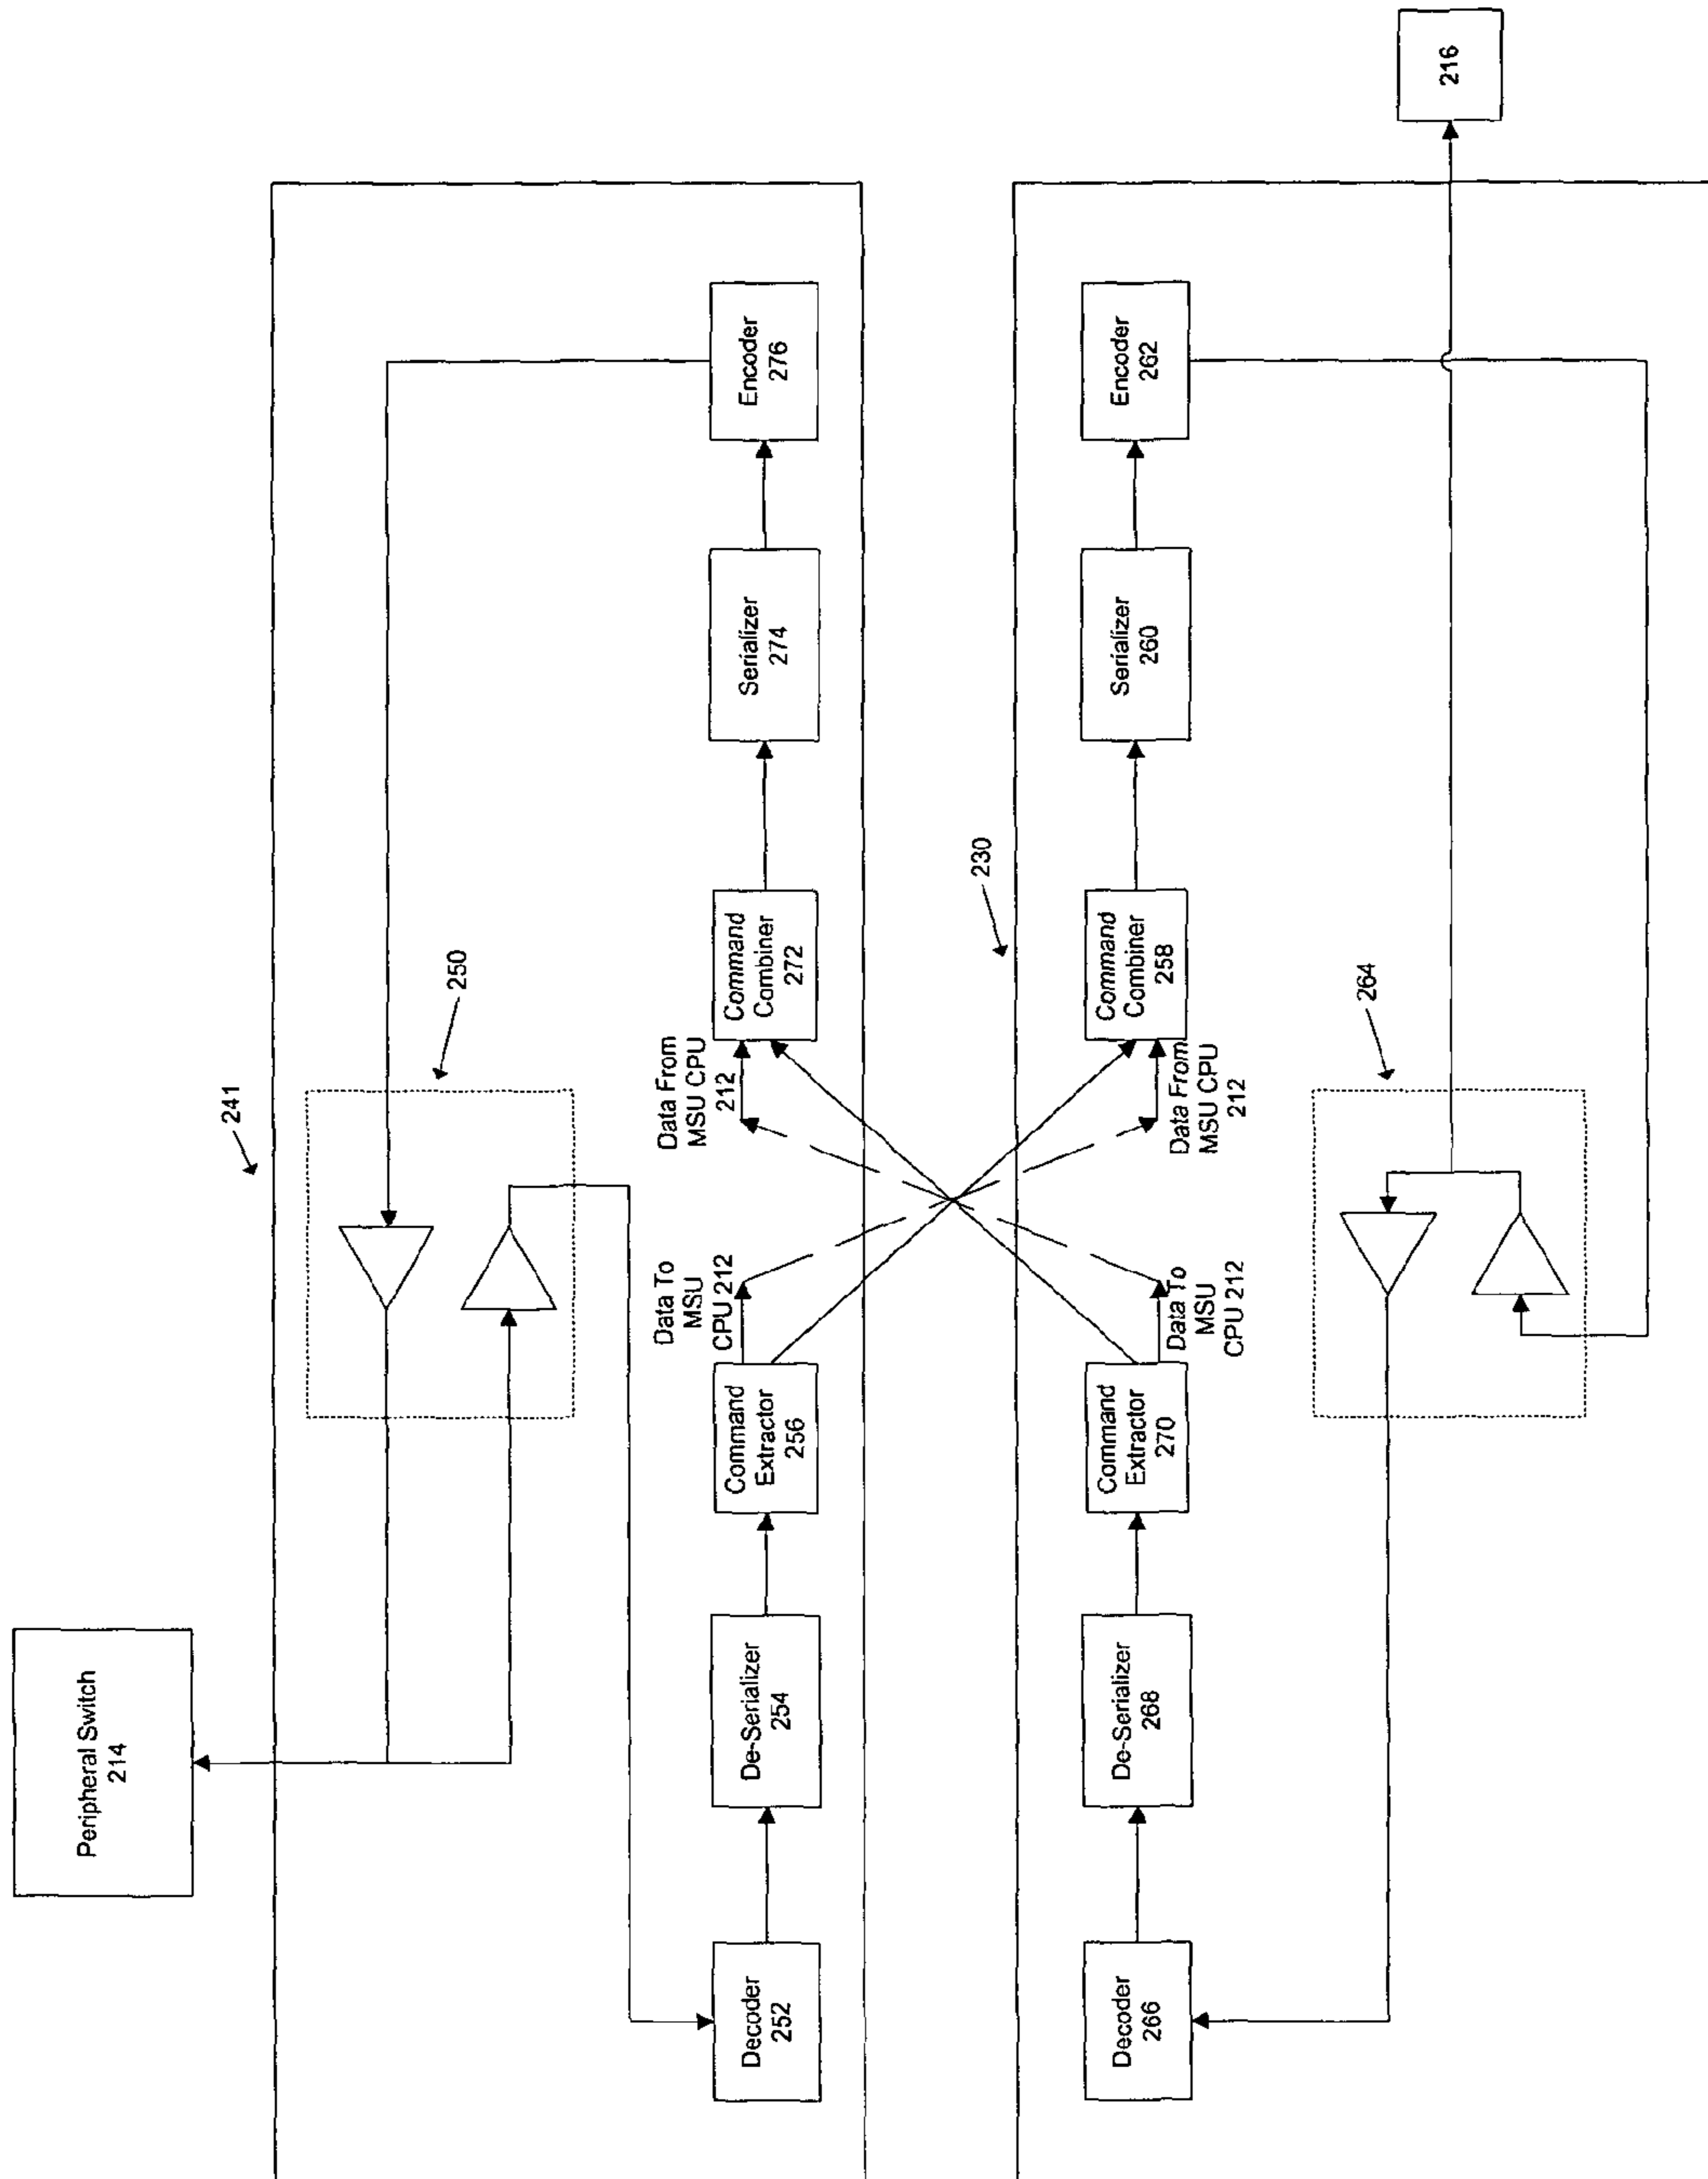 Peripheral Switch
214
241
250
Decoder
252
De-Serializer
254
Command
Extractor
256
Data To
MSU
CPU 212
Data From
MSU CPU
212
Command
Combiner
272
Serializer
274
Encoder
276
230
Decoder
266
De-Serializer
268
Command
Extractor
270
Data To
MSU
CPU 212
Data From
MSU CPU
212
Command
Combiner
258
Serializer
260
Encoder
262
264
216